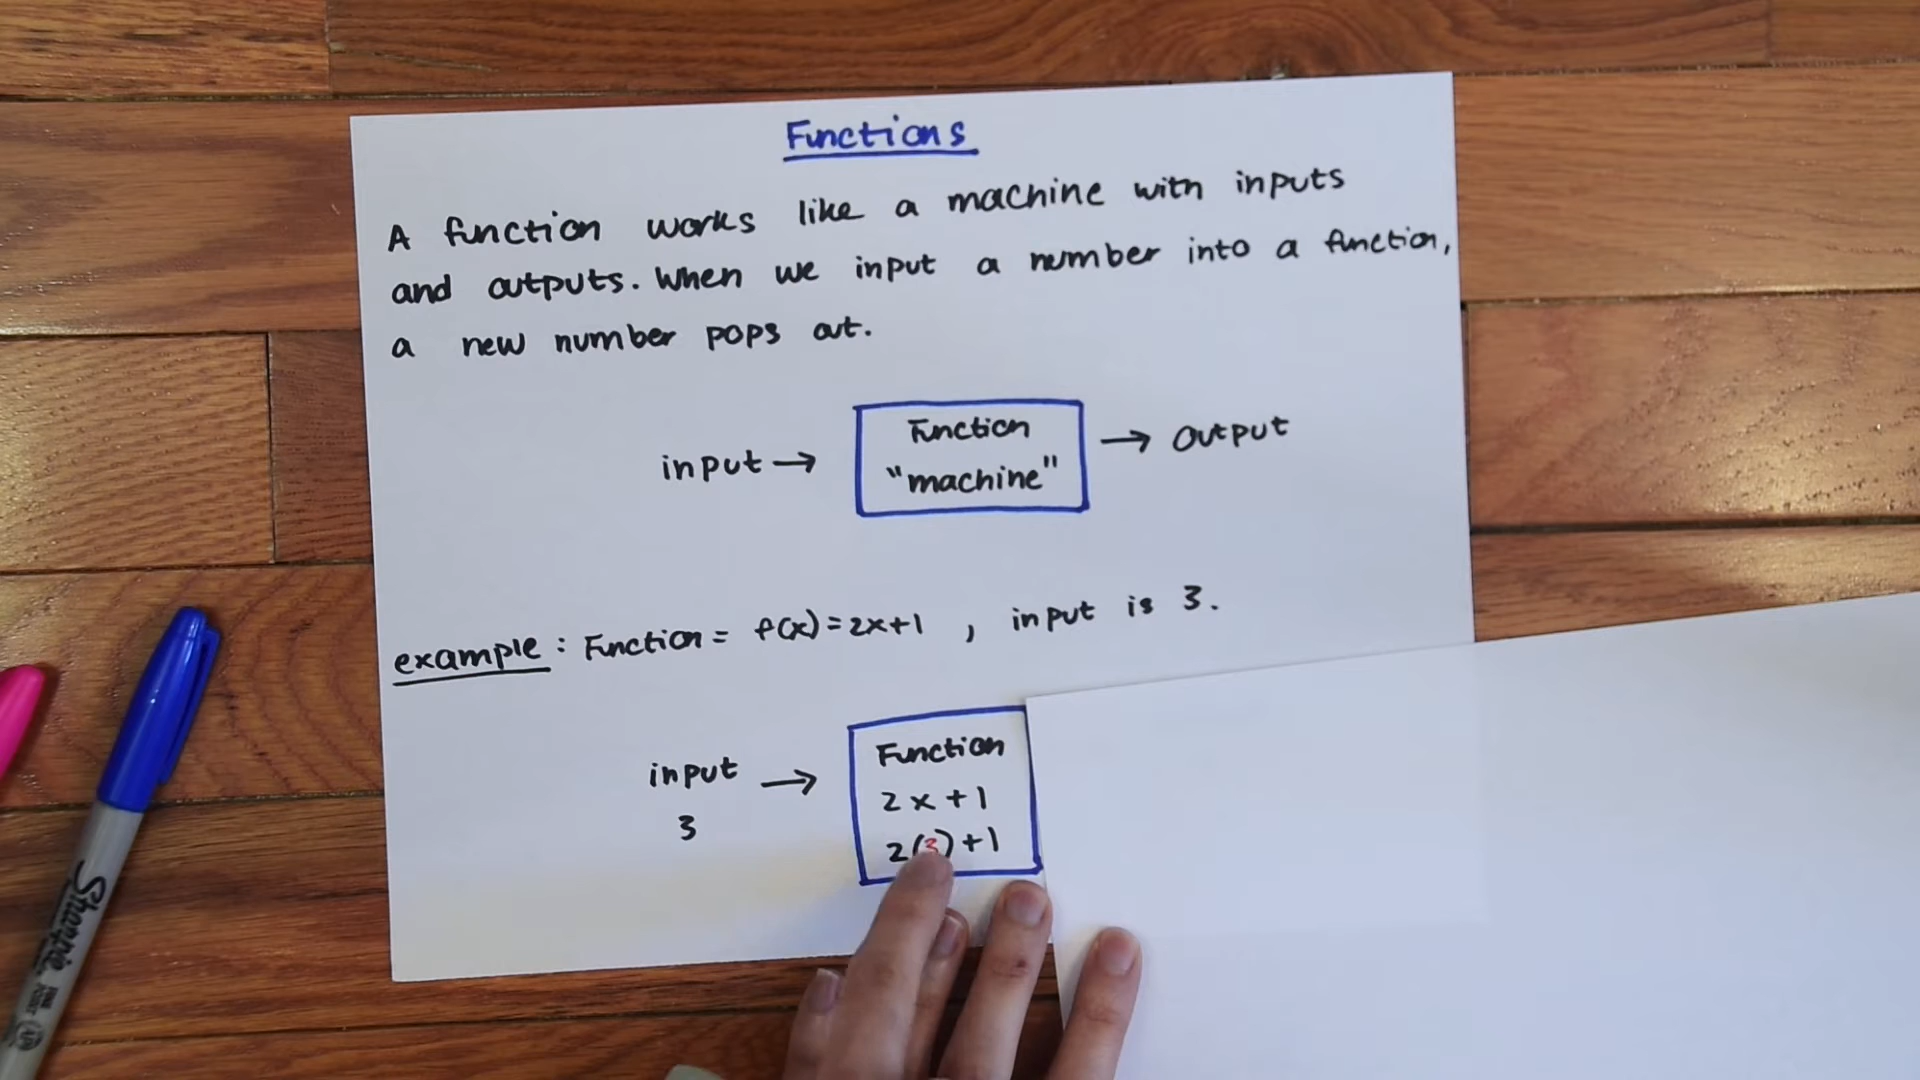 Functions
A function works like a machine with inputs
and outputs. When we input a number into a function,
a new number pops out.
input → Function "machine" → Output
example: Function = f(x)=2x+1, input is 3.
input → Function
3 2x+1
2(3)+1
Sharpie
FINE POINT